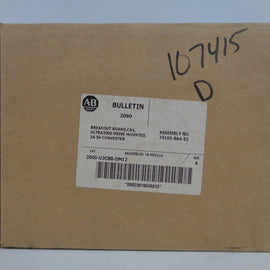 107415
D
AB
BULLETIN
2090
BREAKOUT BOARD:CN1,
ULTRA3000 DRIVE MOUNTED,
24-5V CONVERTER
ASSEMBLY NO.
74102-864-52
CAT
ASSEMBLED IN MEXICO
SER
2090-U3CBB-DM12
A